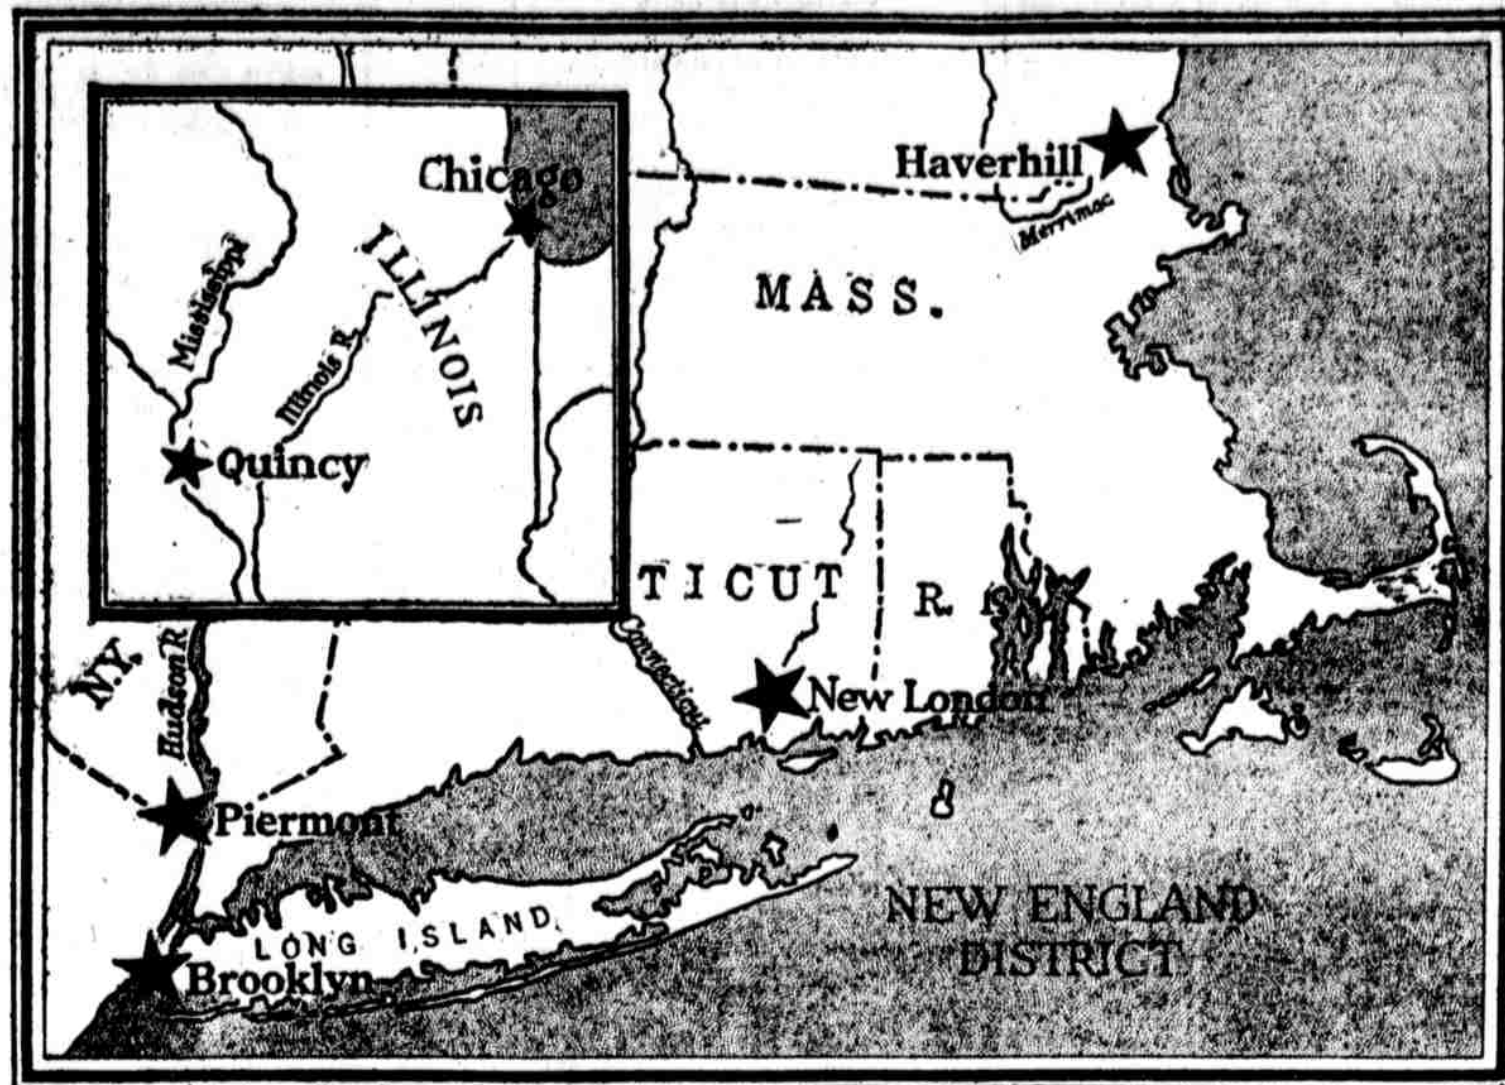 Chicago
ILLINOIS
Mississippi
Illinois R.
Quincy
Haverhill
Merrimac
MASS.
TICUT
R. I.
Connecticut
New London
N.Y.
Hudson R.
Piermont
LONG ISLAND
Brooklyn
NEW ENGLAND
DISTRICT